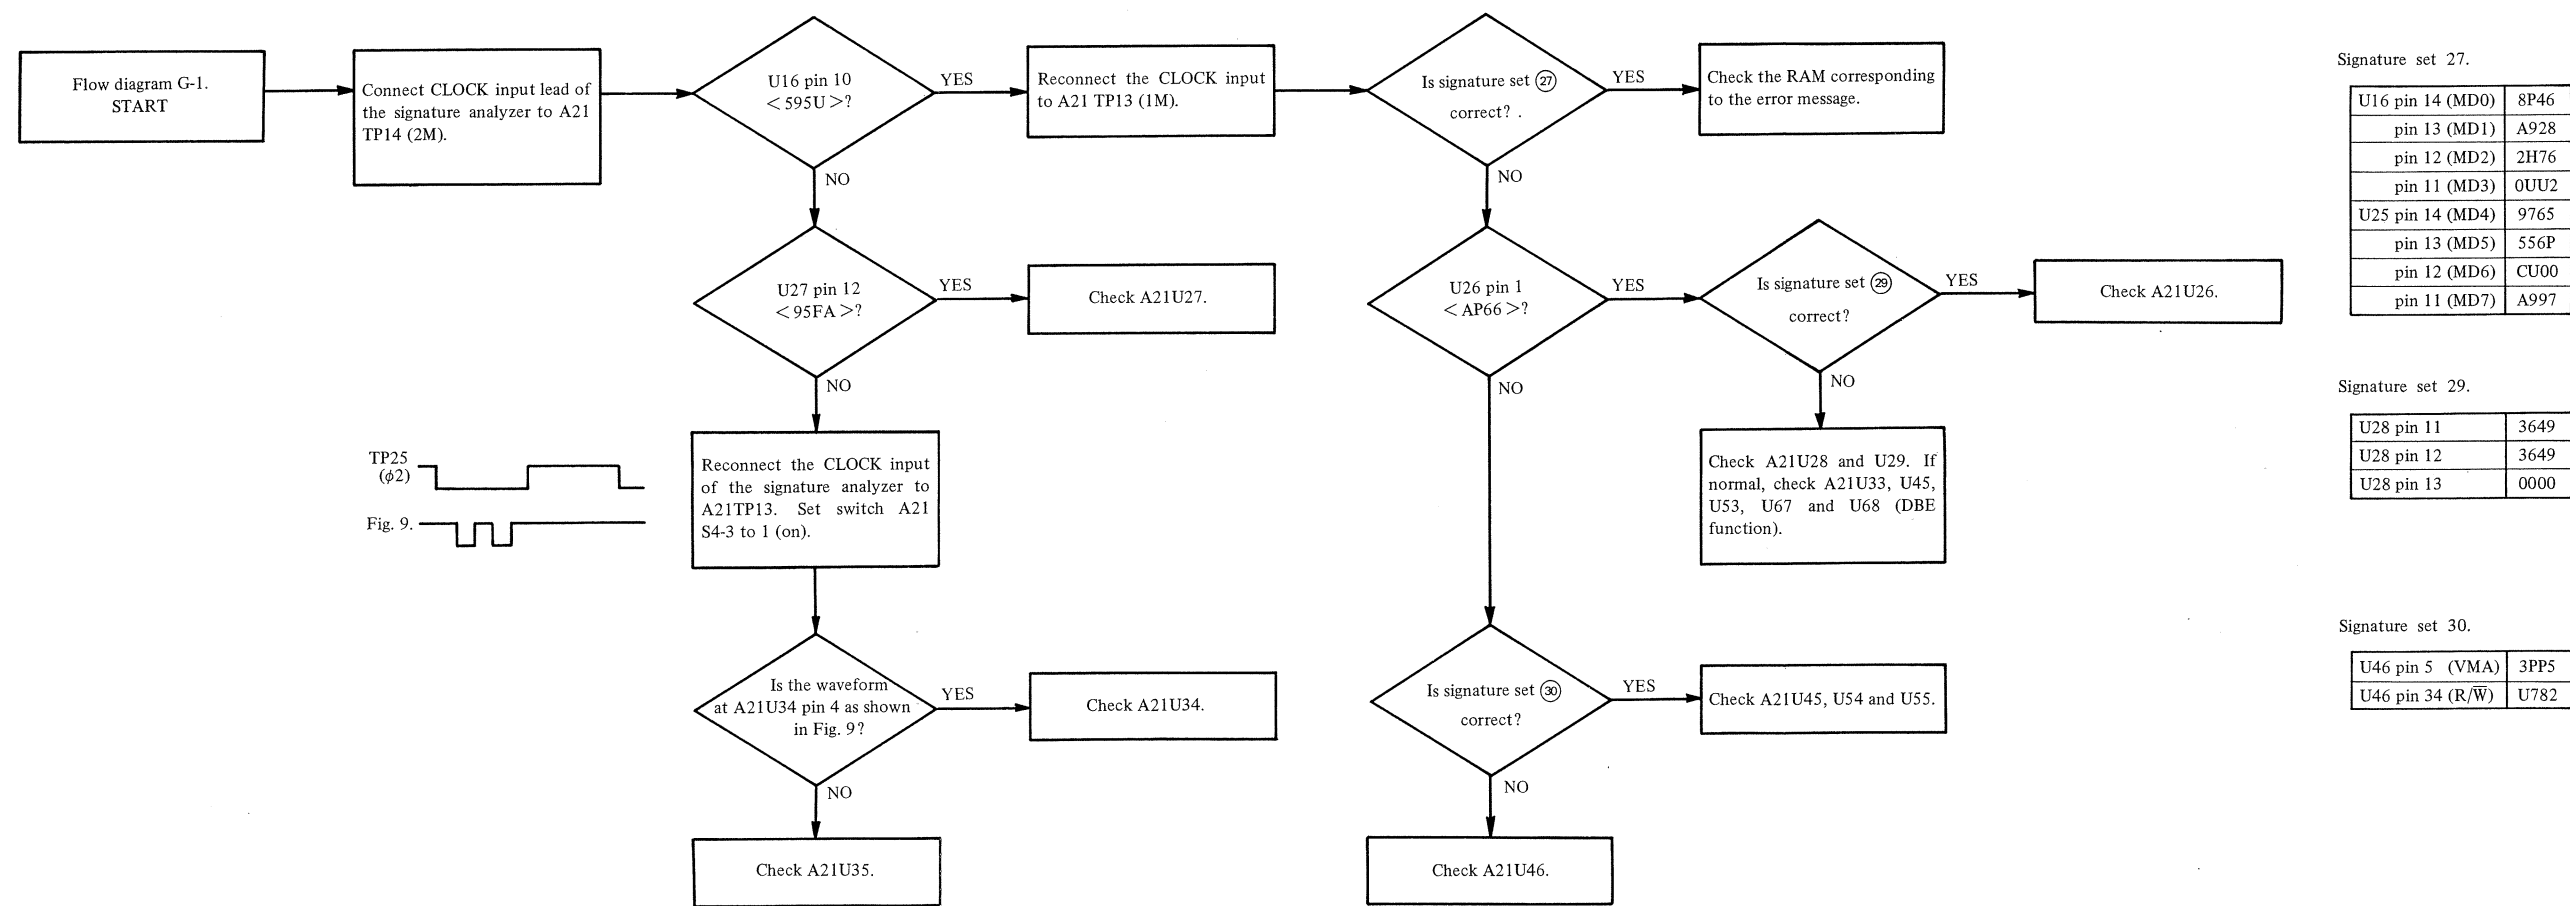 Flow diagram G-1.
START
Connect CLOCK input lead of
the signature analyzer to A21
TP14 (2M).
U16 pin 10
<595U>?
YES
NO
Reconnect the CLOCK input
to A21 TP13 (1M).
Is signature set 27
correct? .
YES
NO
Check the RAM corresponding
to the error message.
U27 pin 12
<95FA>?
YES
NO
Check A21U27.
U26 pin 1
<AP66>?
YES
NO
Is signature set 29
correct?
YES
NO
Check A21U26.
TP25
(ϕ2)
Fig. 9.
Reconnect the CLOCK input
of the signature analyzer to
A21TP13. Set switch A21
S4-3 to 1 (on).
Check A21U28 and U29. If
normal, check A21U33, U45,
U53, U67 and U68 (DBE
function).
Is the waveform
at A21U34 pin 4 as shown
in Fig. 9?
YES
NO
Check A21U34.
Is signature set 30
correct?
YES
NO
Check A21U45, U54 and U55.
Check A21U35.
Check A21U46.
Signature set 27.
U16 pin 14 (MD0) 8P46
pin 13 (MD1) A928
pin 12 (MD2) 2H76
pin 11 (MD3) 0UU2
U25 pin 14 (MD4) 9765
pin 13 (MD5) 556P
pin 12 (MD6) CU00
pin 11 (MD7) A997
Signature set 29.
U28 pin 11 3649
U28 pin 12 3649
U28 pin 13 0000
Signature set 30.
U46 pin 5 (VMA) 3PP5
U46 pin 34 (R/W̅) U782